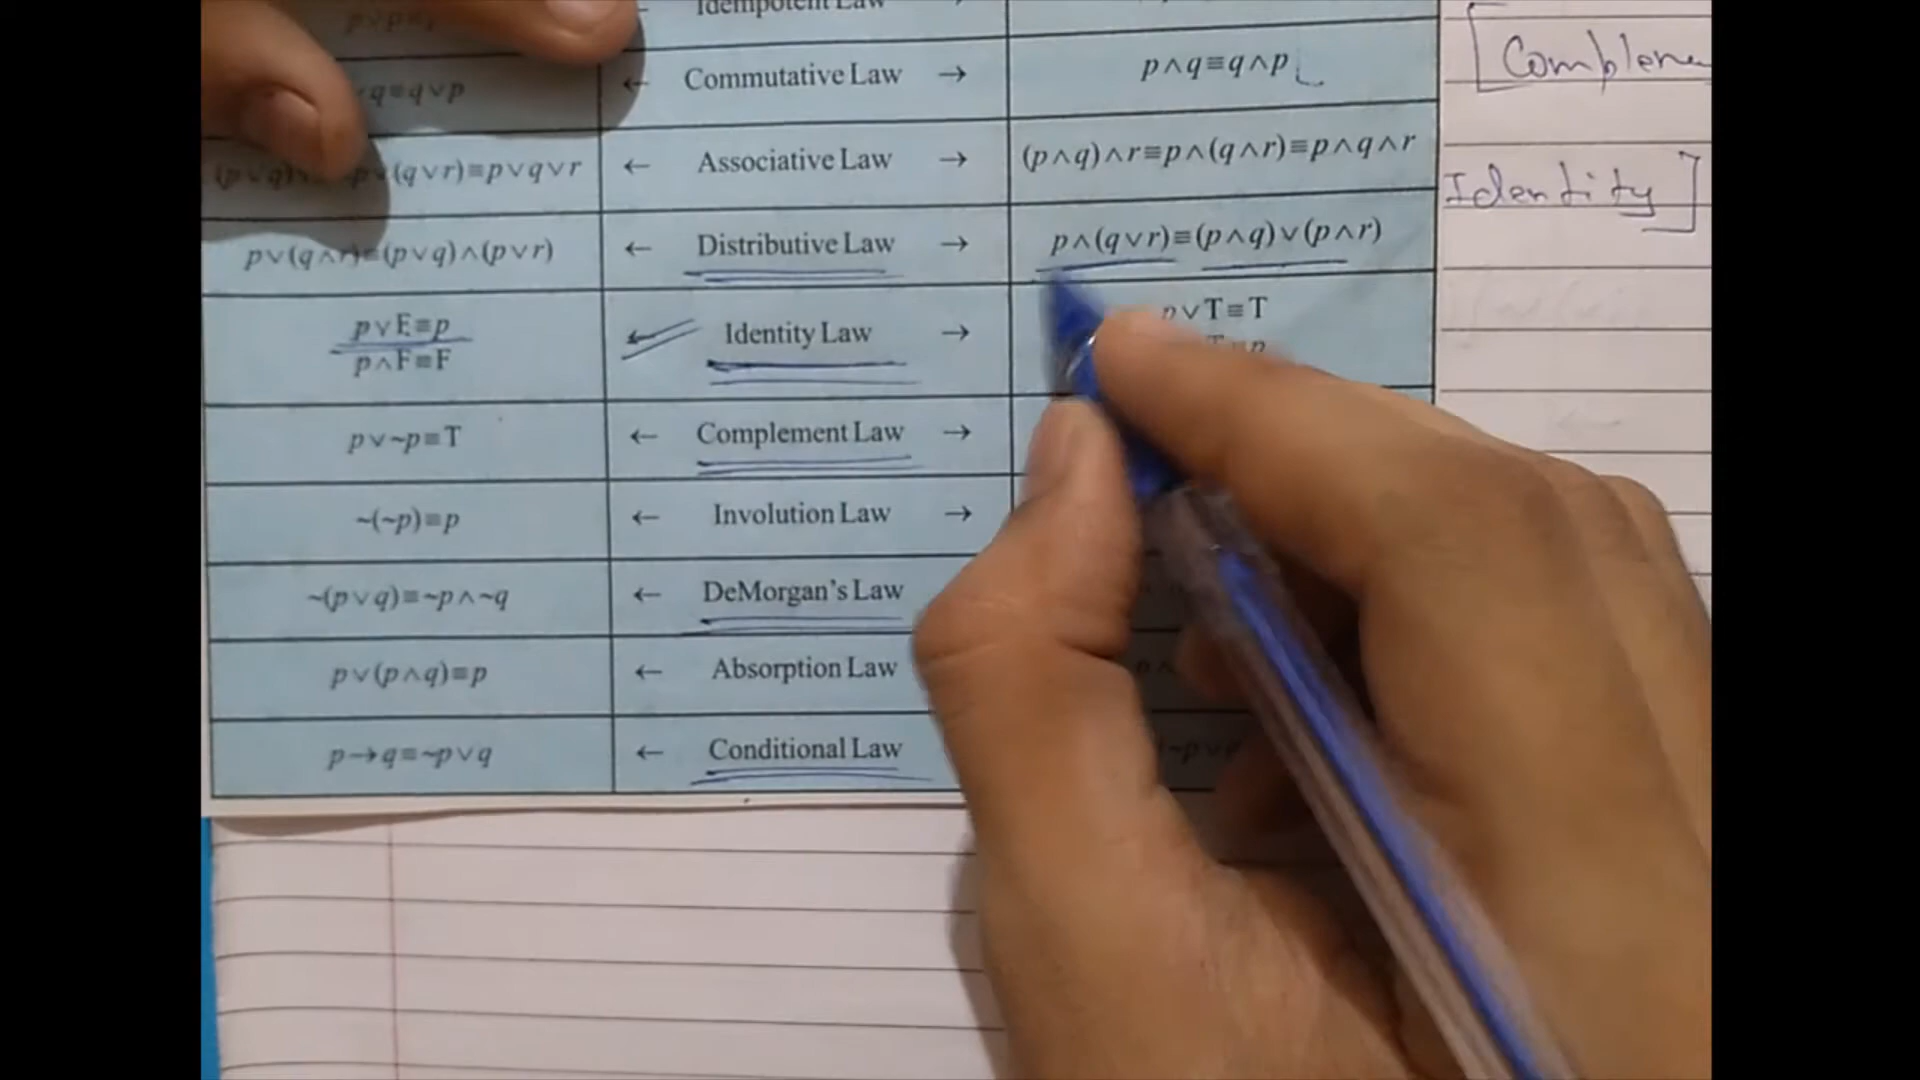 Idempotent Law
q≡q∨p ← Commutative Law → p∧q≡q∧p
(p∨q)∨ p∨(q∨r)≡p∨q∨r ← Associative Law → (p∧q)∧r≡p∧(q∧r)≡p∧q∧r
p∨(q∧r)≡(p∨q)∧(p∨r) ← Distributive Law → p∧(q∨r)≡(p∧q)∨(p∧r)
p∨F≡p
p∧F≡F
← Identity Law →
p∨T≡T
T≡p
p∨~p≡T ← Complement Law →
~(~p)≡p ← Involution Law →
~(p∨q)≡~p∧~q ← DeMorgan's Law
p∨(p∧q)≡p ← Absorption Law
p→q≡~p∨q ← Conditional Law
[Compleme
Identity]